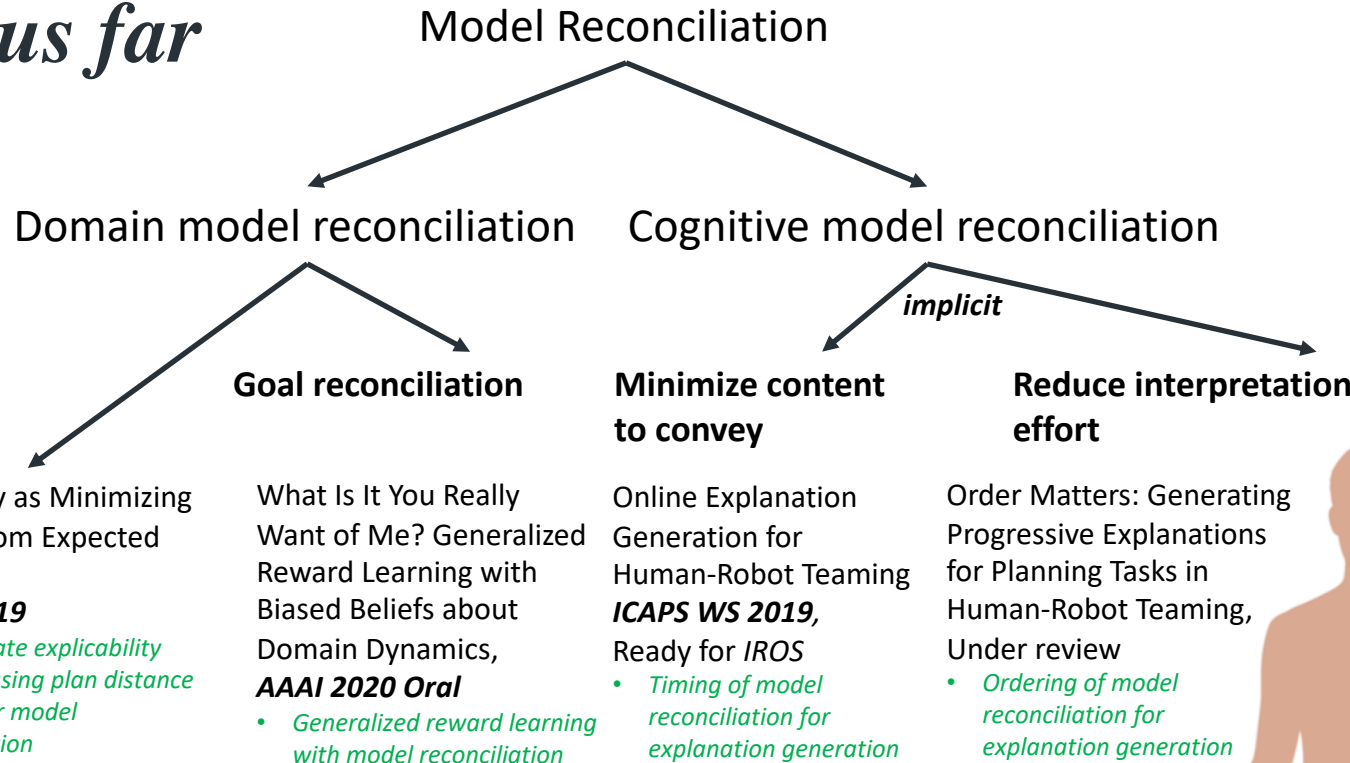 us far
Model Reconciliation
Domain model reconciliation
Cognitive model reconciliation
implicit
Goal reconciliation
Minimize content
to convey
Reduce interpretation
effort
as Minimizing
Expected
19
explicability
using plan distance
model
What Is It You Really
Want of Me? Generalized
Reward Learning with
Biased Beliefs about
Domain Dynamics,
AAAI 2020 Oral
• Generalized reward learning
with model reconciliation
Online Explanation
Generation for
Human-Robot Teaming
ICAPS WS 2019,
Ready for IROS
• Timing of model
reconciliation for
explanation generation
Order Matters: Generating
Progressive Explanations
for Planning Tasks in
Human-Robot Teaming,
Under review
• Ordering of model
reconciliation for
explanation generation